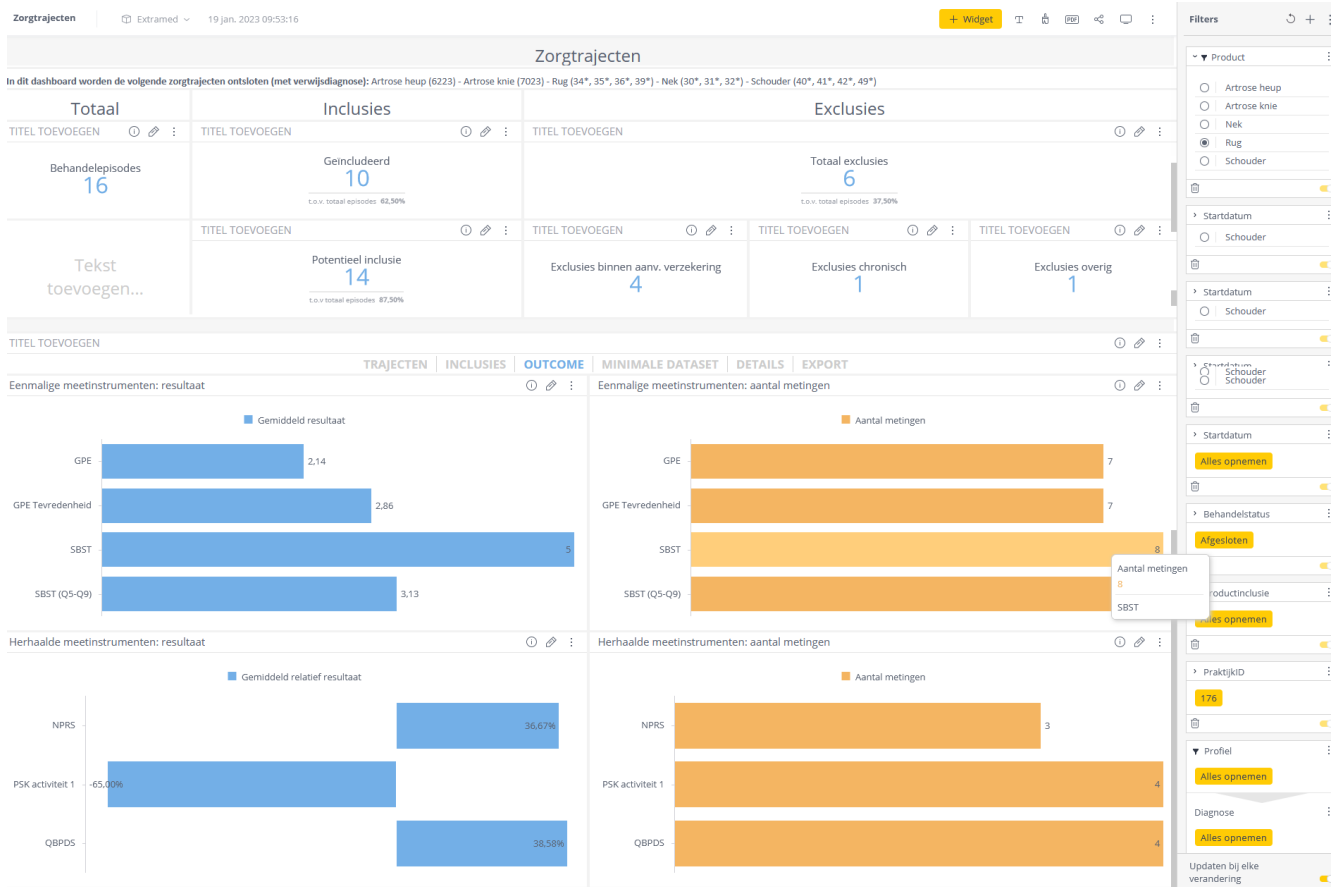 Zorgtrajecten
Extramed
19 jan. 2023 09:53:16
+ Widget
T
PDF
Filters
Zorgtrajecten
In dit dashboard worden de volgende zorgtrajecten ontsloten (met verwijsdiagnose): Artrose heup (6223) - Artrose knie (7023) - Rug (34*, 35*, 36*, 39*) - Nek (30*, 31*, 32*) - Schouder (40*, 41*, 42*, 49*)
Totaal
Inclusies
Exclusies
TITEL TOEVOEGEN
TITEL TOEVOEGEN
TITEL TOEVOEGEN
Behandelepisodes
16
Geïncludeerd
10
t.o.v. totaal episodes 62,50%
Totaal exclusies
6
t.o.v. totaal episodes 37,50%
TITEL TOEVOEGEN
TITEL TOEVOEGEN
TITEL TOEVOEGEN
TITEL TOEVOEGEN
Tekst
toevoegen...
Potentieel inclusie
14
t.o.v totaal episodes 87,50%
Exclusies binnen aanv. verzekering
4
Exclusies chronisch
1
Exclusies overig
1
TITEL TOEVOEGEN
TRAJECTEN
INCLUSIES
OUTCOME
MINIMALE DATASET
DETAILS
EXPORT
Eenmalige meetinstrumenten: resultaat
Gemiddeld resultaat
GPE
2,14
GPE Tevredenheid
2,86
SBST
5
SBST (Q5-Q9)
3,13
Eenmalige meetinstrumenten: aantal metingen
Aantal metingen
GPE
7
GPE Tevredenheid
7
SBST
8
SBST (Q5-Q9)
Aantal metingen
8
SBST
Herhaalde meetinstrumenten: resultaat
Gemiddeld relatief resultaat
NPRS
36,67%
PSK activiteit 1
-65,00%
QBPDS
38,58%
Herhaalde meetinstrumenten: aantal metingen
Aantal metingen
NPRS
3
PSK activiteit 1
4
QBPDS
4
Product
Artrose heup
Artrose knie
Nek
Rug
Schouder
Startdatum
Schouder
Startdatum
Schouder
Startdatum
Schouder
Schouder
Startdatum
Alles opnemen
Behandelstatus
Afgesloten
roductinclusie
Alles opnemen
PraktijkID
176
Profiel
Alles opnemen
Diagnose
Alles opnemen
Updaten bij elke
verandering